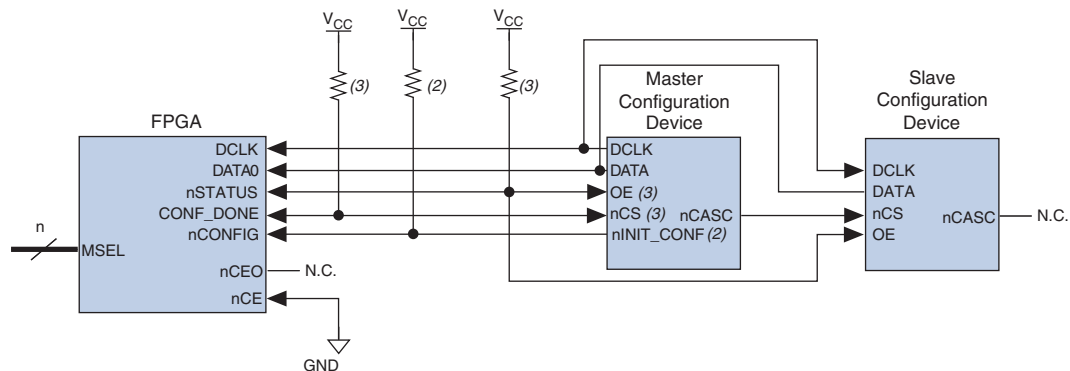 VCC
VCC
VCC
(3)
(2)
(3)
FPGA
Master
Configuration
Device
Slave
Configuration
Device
DCLK
DATA0
nSTATUS
CONF_DONE
nCONFIG
n
MSEL
nCEO
N.C.
nCE
GND
DCLK
DATA
OE (3)
nCS (3)
nCASC
nINIT_CONF (2)
DCLK
DATA
nCS
nCASC
N.C.
OE